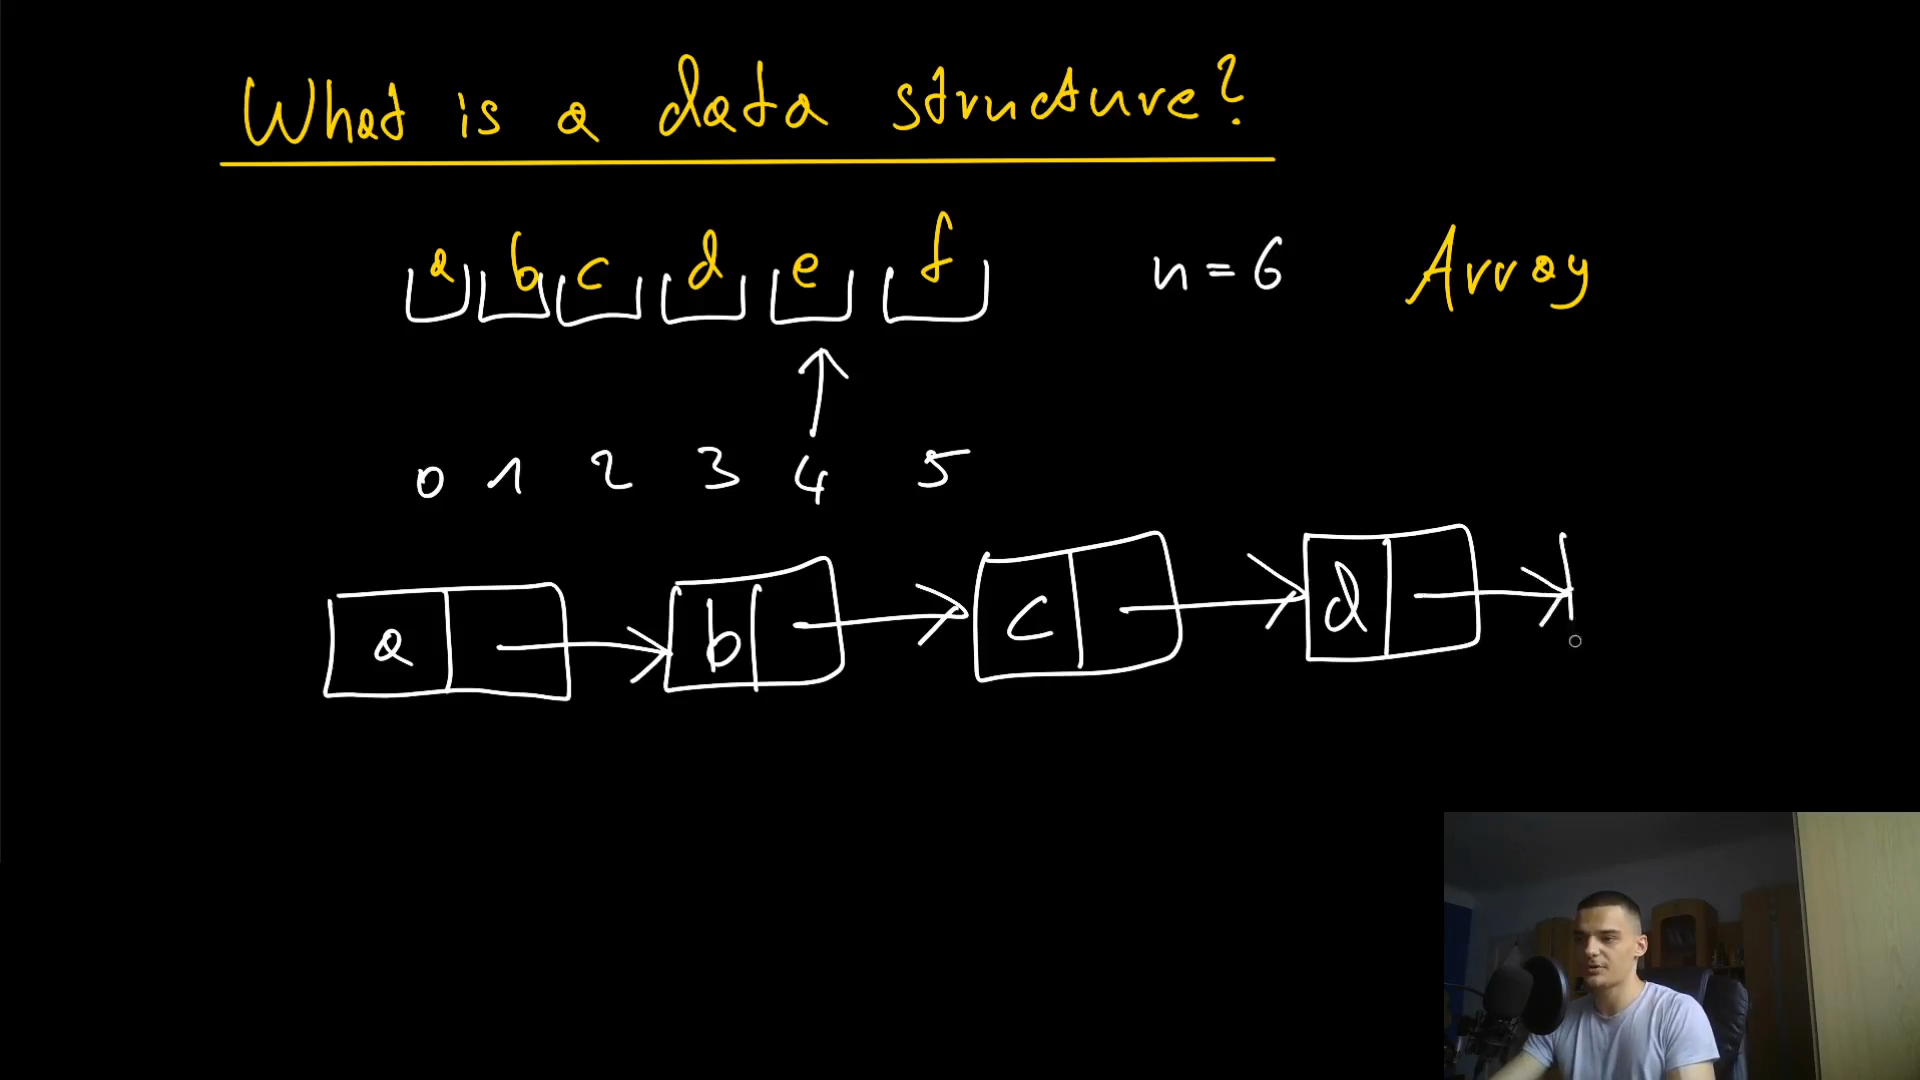 What is a data structure?
a b c d e f n = 6 Array
0 1 2 3 4 5
a b c d